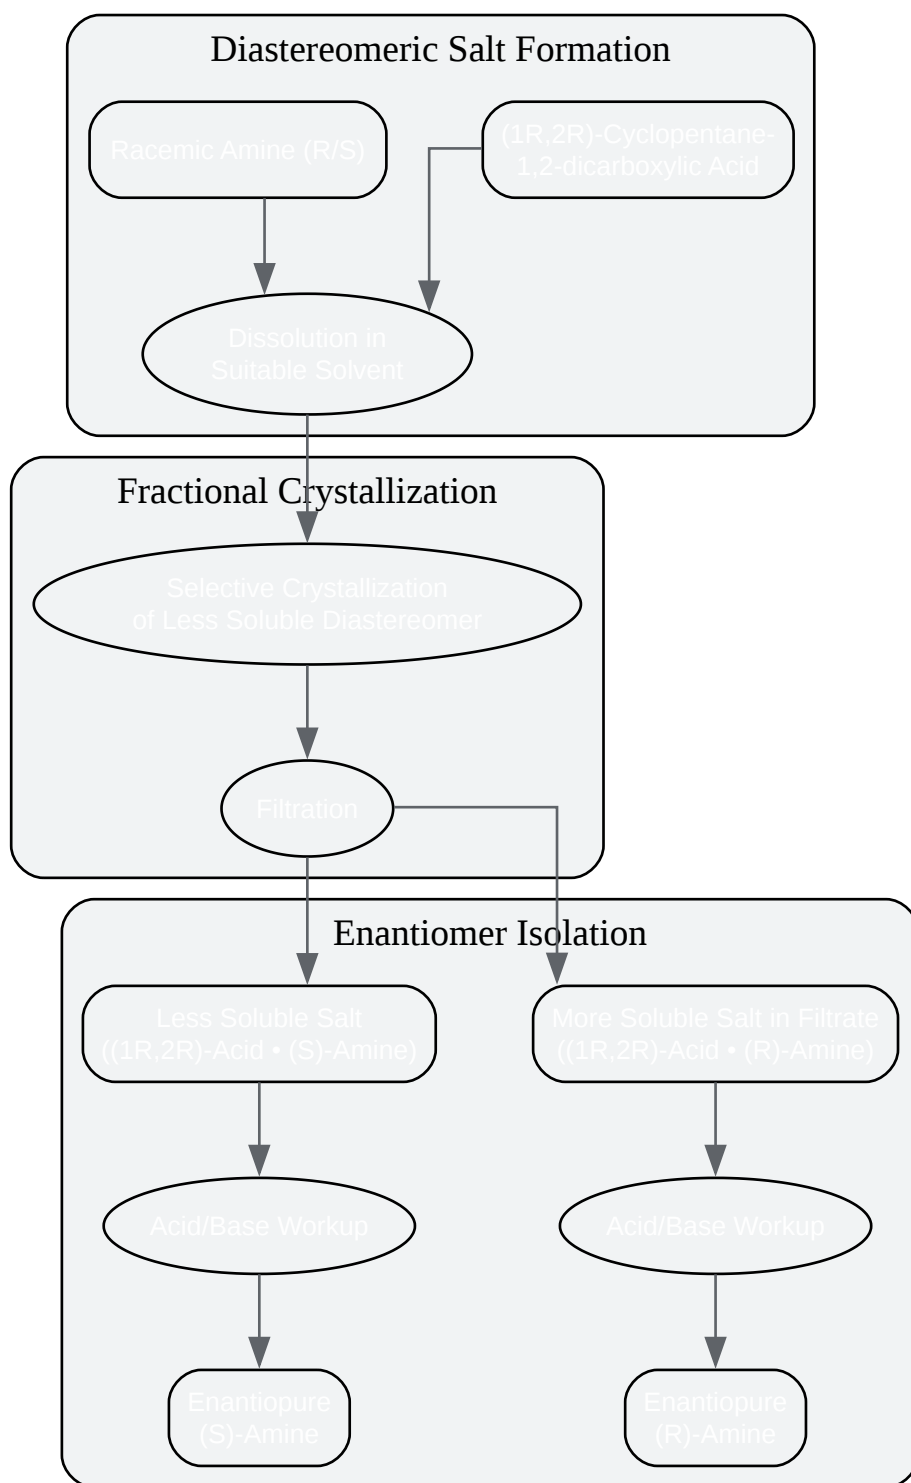 Diastereomeric Salt Formation
Racemic Amine (R/S)
(1R,2R)-Cyclopentane-
1,2-dicarboxylic Acid
Dissolution in
Suitable Solvent
Fractional Crystallization
Selective Crystallization
of Less Soluble Diastereomer
Filtration
Enantiomer Isolation
Less Soluble Salt
((1R,2R)-Acid • (S)-Amine)
More Soluble Salt in Filtrate
((1R,2R)-Acid • (R)-Amine)
Acid/Base Workup
Acid/Base Workup
Enantiopure
(S)-Amine
Enantiopure
(R)-Amine